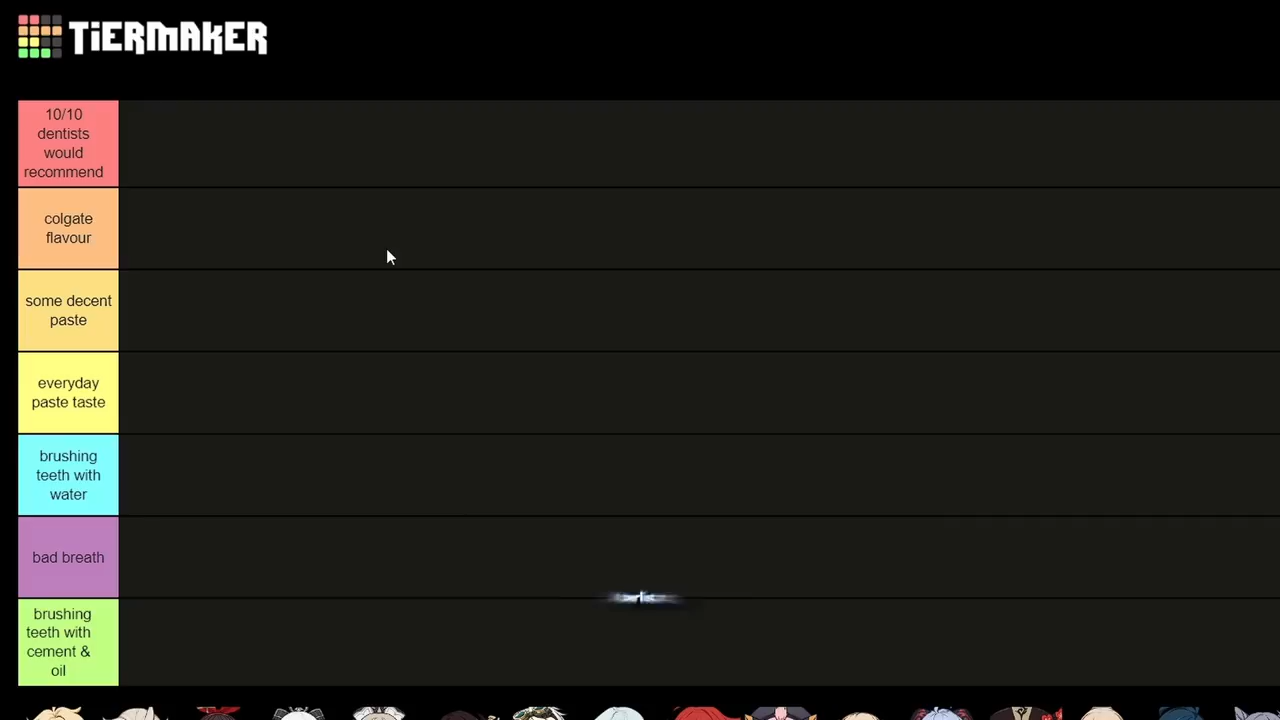 TiERMAKER
10/10
dentists
would
recommend
colgate
flavour
some decent
paste
everyday
paste taste
brushing
teeth with
water
bad breath
brushing
teeth with
cement &
oil